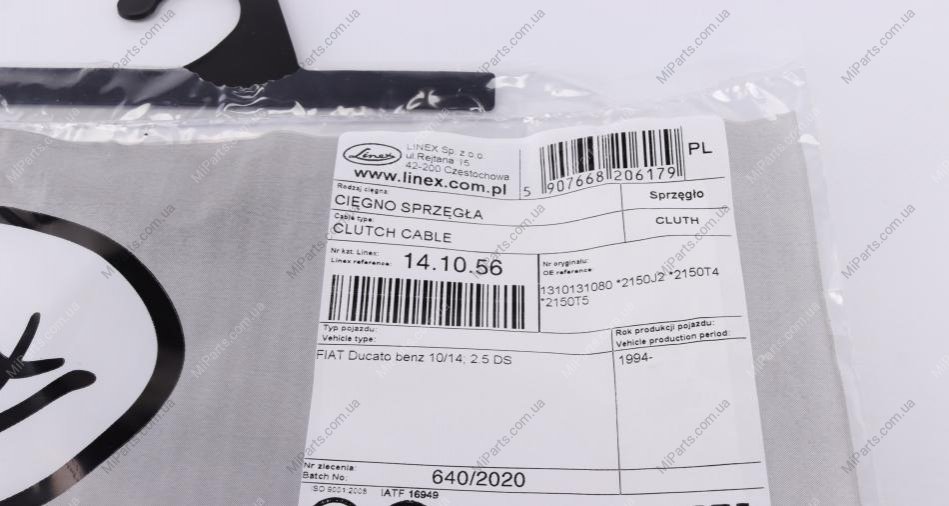 Linex
LINEX Sp. z o.o.
ul.Rejtana 15
42-200 Czestochowa
www.linex.com.pl
5 907668 206179
PL
Rodzaj cięgna:
CIĘGNO SPRZĘGŁA
Sprzęgło
Cable type:
CLUTCH CABLE
CLUTH
Nr kat. Linex:
Linex reference:
14.10.56
Nr oryginału:
OE reference:
1310131080 *2150J2 *2150T4
*2150T5
Typ pojazdu:
Vehicle type:
Rok produkcji pojazdu:
Vehicle production period:
FIAT Ducato benz 10/14; 2.5 DS
1994-
Nr zlecenia:
Batch No:
640/2020
ISO 9001:2008 IATF 16949
MiParts.com.ua